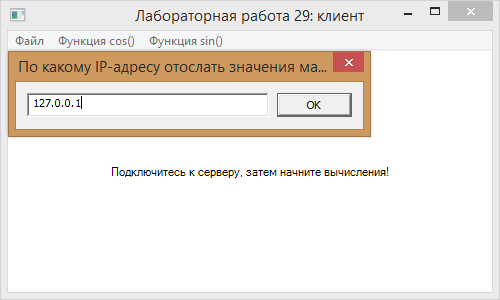 Лабораторная работа 29: клиент
Файл Функция cos() Функция sin()
По какому IP-адресу отослать значения ма...
127.0.0.1
OK
Подключитесь к серверу, затем начните вычисления!